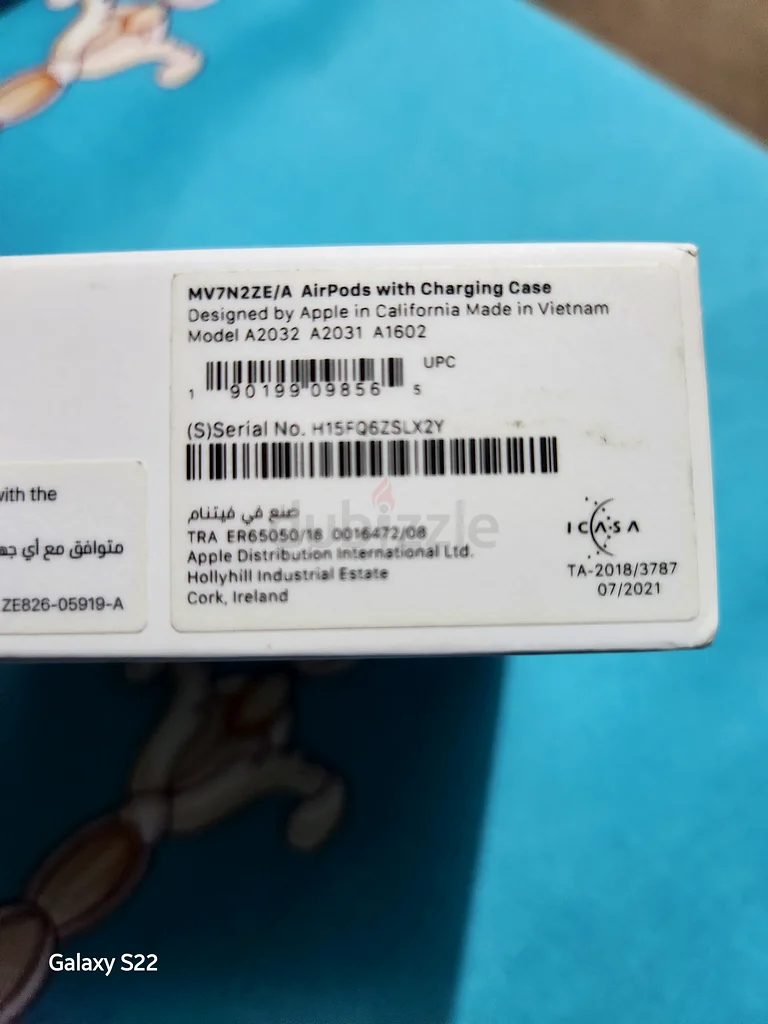 MV7N2ZE/A AirPods with Charging Case
Designed by Apple in California Made in Vietnam
Model A2032 A2031 A1602
UPC
1 90199 09856 5
(S)Serial No. H15FQ6ZSLX2Y
صنع في فيتنام
TRA ER65050/18 0016472/08
Apple Distribution International Ltd.
Hollyhill Industrial Estate
Cork, Ireland
ICASA
TA-2018/3787
07/2021
with the
متوافق مع أي
ZE826-05919-A
dubizzle
Galaxy S22